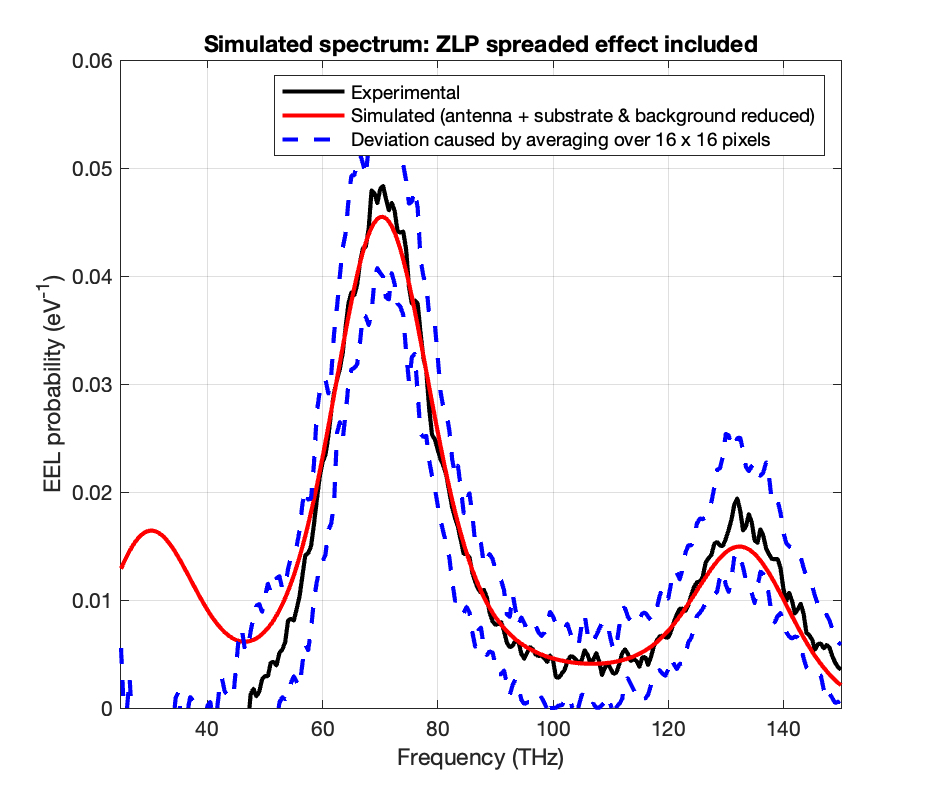 Simulated spectrum: ZLP spreaded effect included
0.06
Experimental
Simulated (antenna + substrate & background reduced)
Deviation caused by averaging over 16 x 16 pixels
0.05
0.04
0.03
0.02
0.01
0
EEL probability (eV⁻¹)
40 60 80 100 120 140
Frequency (THz)